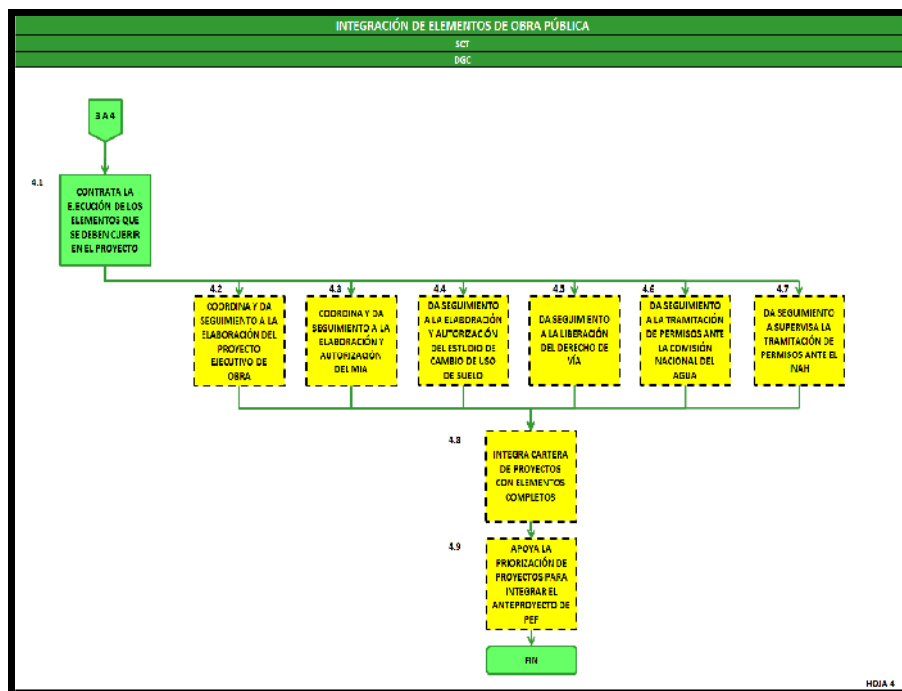 INTEGRACIÓN DE ELEMENTOS DE OBRA PÚBLICA
SCT
DGC
3 A 4
4.1
CONTRATA LA
EJECUCIÓN DE LOS
ELEMENTOS QUE
SE DEBEN CUBRIR
EN EL PROYECTO
4.2
COORDINA Y DA
SEGUIMIENTO A LA
ELABORACIÓN DEL
PROYECTO
EJECUTIVO DE
OBRA
4.3
COORDINA Y DA
SEGUIMIENTO A LA
ELABORACIÓN Y
AUTORIZACIÓN
DEL MIA
4.4
DA SEGUIMIENTO
A LA ELABORACIÓN
Y AUTORIZACIÓN
DEL ESTUDIO DE
CAMBIO DE USO
DE SUELO
4.5
DA SEGUIMIENTO
A LA LIBERACIÓN
DEL DERECHO DE
VÍA
4.6
DA SEGUIMIENTO
A LA TRAMITACIÓN
DE PERMISOS ANTE
LA COMISIÓN
NACIONAL DEL
AGUA
4.7
DA SEGUIMIENTO
A SUPERVISA LA
TRAMITACIÓN DE
PERMISOS ANTE EL
INAH
4.8
INTEGRA CARTERA
DE PROYECTOS
CON ELEMENTOS
COMPLETOS
4.9
APOYA LA
PRIORIZACIÓN DE
PROYECTOS PARA
INTEGRAR EL
ANTEPROYECTO DE
PEF
FIN
HOJA 4